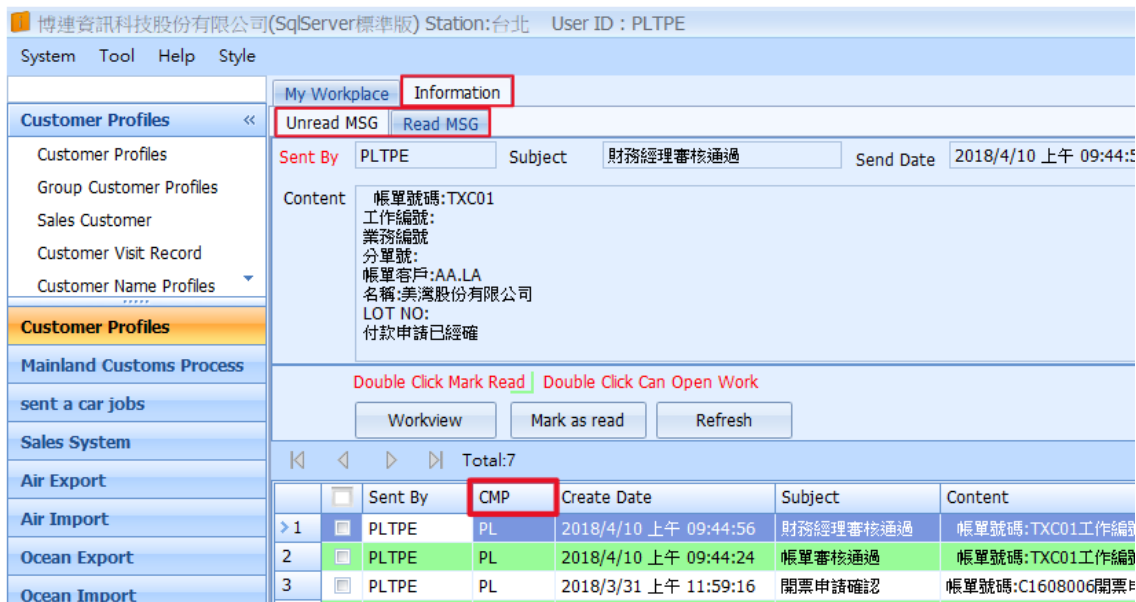 博連資訊科技股份有限公司(SqlServer標準版) Station:台北 User ID : PLTPE
System Tool Help Style
My Workplace Information
Customer Profiles «
Unread MSG Read MSG
Customer Profiles
Sent By PLTPE Subject 財務經理審核通過 Send Date 2018/4/10 上午 09:44:5
Group Customer Profiles
Sales Customer
Customer Visit Record
Customer Name Profiles
Content 帳單號碼:TXC01
工作編號:
業務編號
分單號:
帳單客戶:AA.LA
名稱:美灣股份有限公司
LOT NO:
付款申請已經確
Customer Profiles
Mainland Customs Process
sent a car jobs
Sales System
Air Export
Air Import
Ocean Export
Ocean Import
Double Click Mark Read Double Click Can Open Work
Workview Mark as read Refresh
Total:7
Sent By CMP Create Date Subject Content
1 PLTPE PL 2018/4/10 上午 09:44:56 財務經理審核通過 帳單號碼:TXC01工作編號
2 PLTPE PL 2018/4/10 上午 09:44:24 帳單審核通過 帳單號碼:TXC01工作編號
3 PLTPE PL 2018/3/31 上午 11:59:16 開票申請確認 帳單號碼:C1608006開票申